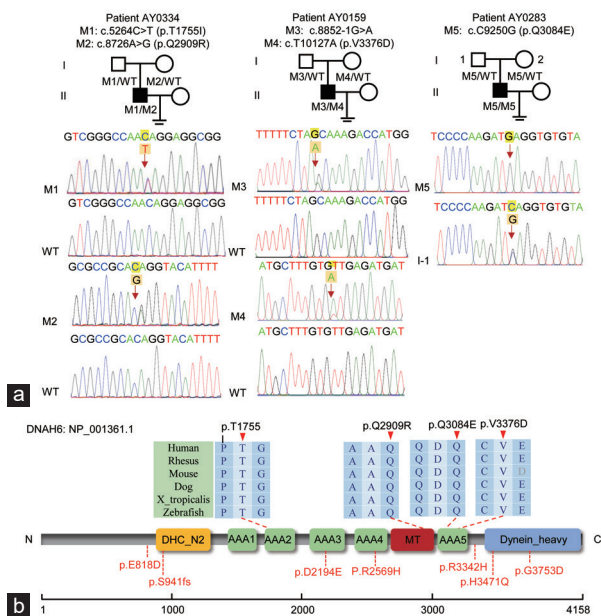 Patient AY0334
M1: c.5264C>T (p.T1755I)
M2: c.8726A>G (p.Q2909R)
I
M1/WT M2/WT
II
M1/M2
GTCGGGCCAACAGGAGGCGG
T
M1
GTCGGGCCAACAGGAGGCGG
WT
GCGCCGCACAGGTACATTTT
G
M2
GCGCCGCACAGGTACATTTT
WT
Patient AY0159
M3: c.8852-1G>A
M4: c.T10127A (p.V3376D)
I
M3/WT M4/WT
II
M3/M4
TTTTTCTAGCAAAGACCATGG
A
M3
TTTTTCTAGCAAAGACCATGG
WT
ATGCTTTGTGTTGAGATGAT
A
M4
ATGCTTTGTGTTGAGATGAT
WT
Patient AY0283
M5: c.C9250G (p.Q3084E)
I 1 2
M5/WT M5/WT
II
M5/M5
TCCCCAAGATGAGGTGTGTA
M5
TCCCCAAGATCAGGTGTGTA
G
I-1
a
DNAH6: NP_001361.1
p.T1755 p.Q2909R p.Q3084E p.V3376D
Human P T G A A Q Q D Q C V E
Rhesus P T G A A Q Q D Q C V E
Mouse P T G A A Q Q D Q C V D
Dog P T G A A Q Q D Q C V E
X_tropicalis P T G A A Q Q D Q C V E
Zebrafish P T G A A Q Q D Q C V E
N DHC_N2 AAA1 AAA2 AAA3 AAA4 MT AAA5 Dynein_heavy C
p.E818D p.S941fs p.D2194E P.R2569H p.R3342H p.H3471Q p.G3753D
1 1000 2000 3000 4158
b